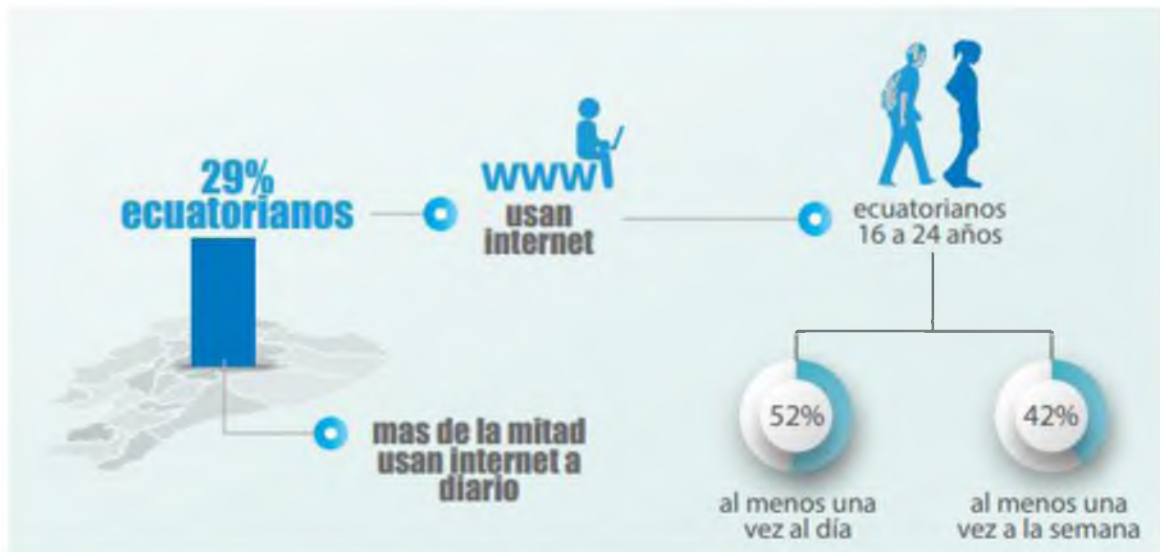 29%
ecuatorianos
www
usan
internet
ecuatorianos
16 a 24 años
mas de la mitad
usan internet a
diario
52%
al menos una
vez al día
42%
al menos una
vez a la semana